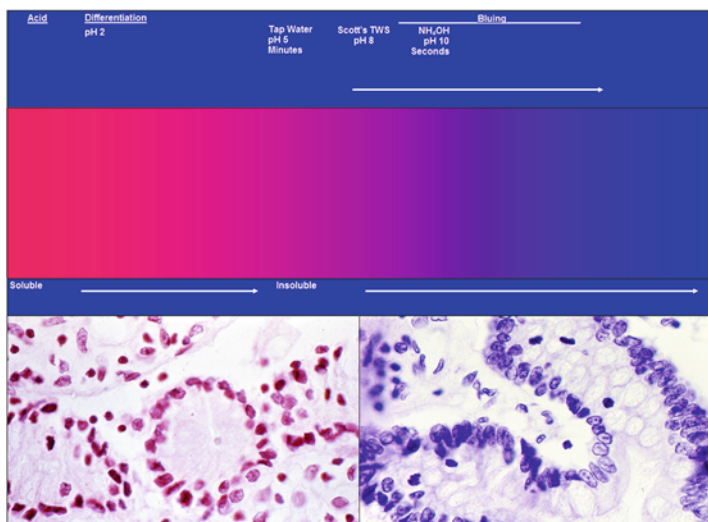 Acid
Differentiation
pH 2
Tap Water
pH 5
Minutes
Scott's TWS
pH 8
Bluing
NH₄OH
pH 10
Seconds
Soluble
Insoluble